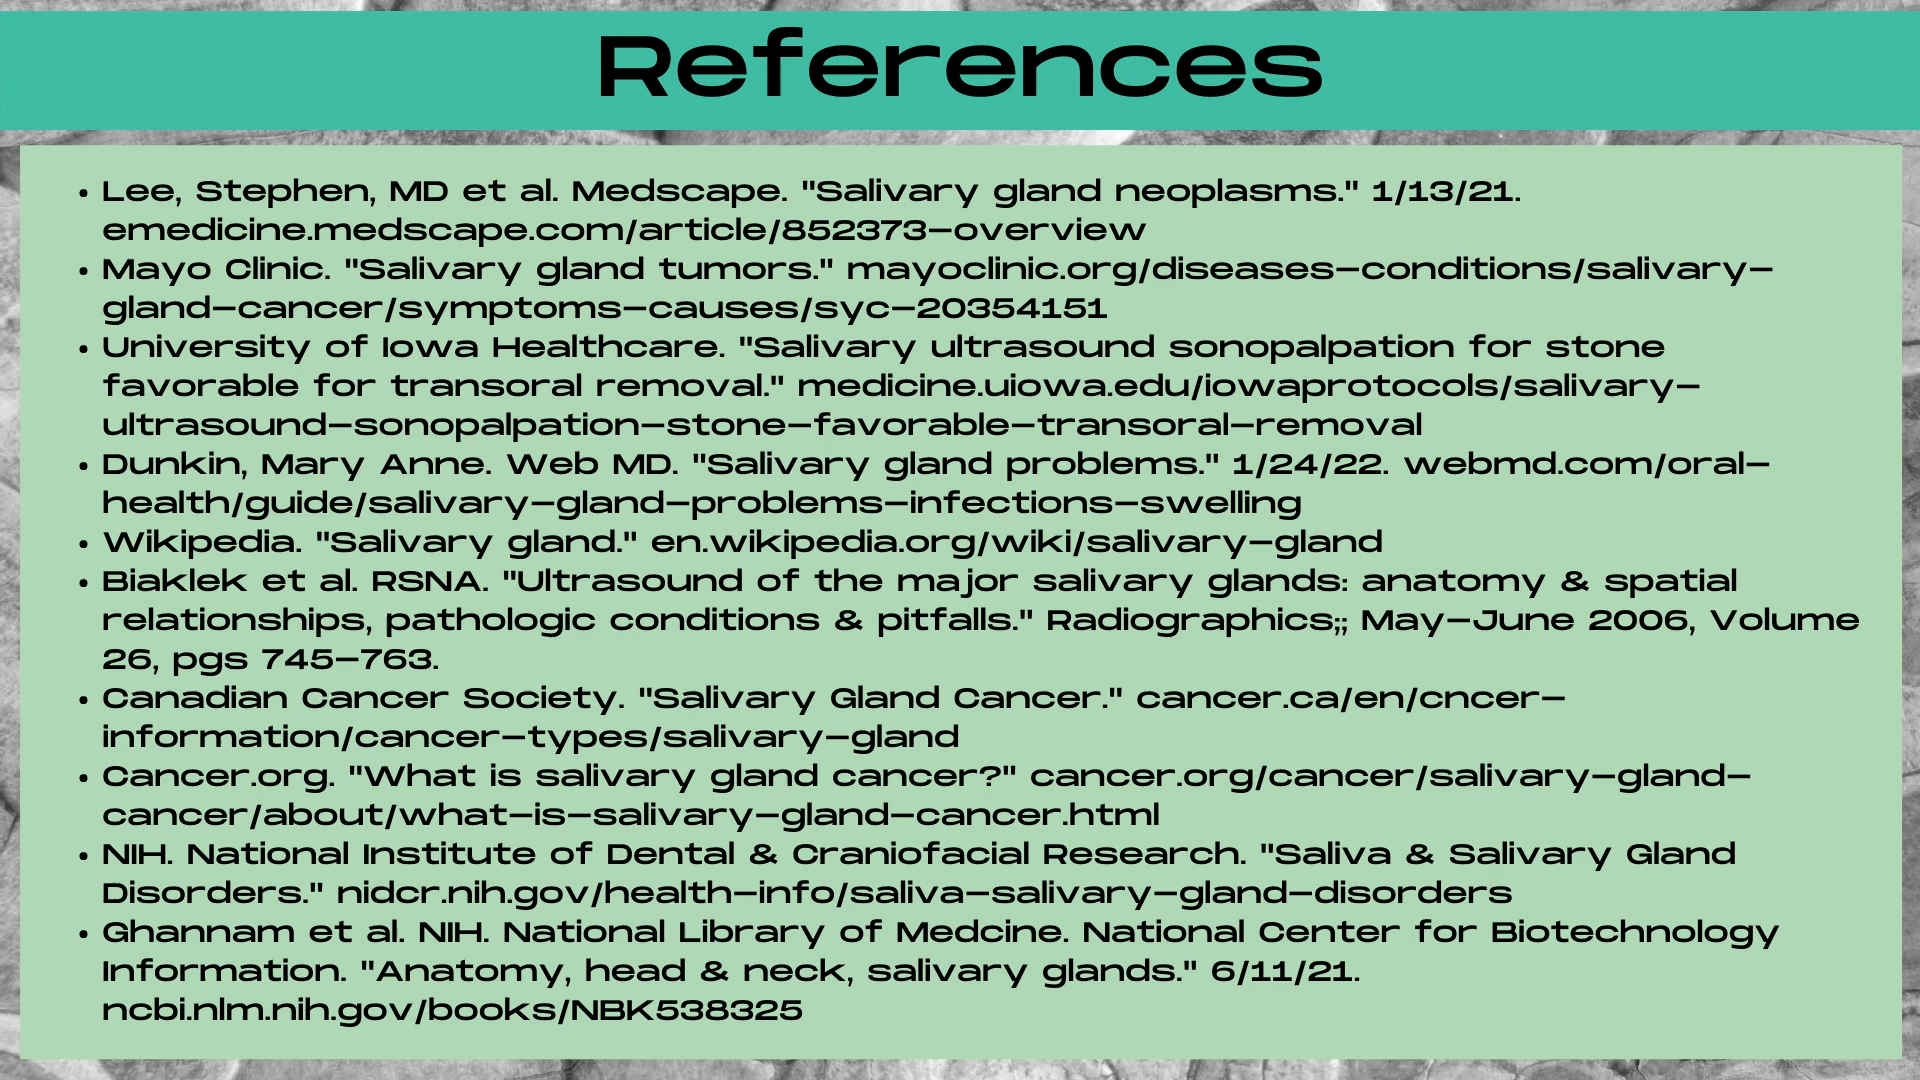 References
• Lee, Stephen, MD et al. Medscape. "Salivary gland neoplasms." 1/13/21.
emedicine.medscape.com/article/852373-overview
• Mayo Clinic. "Salivary gland tumors." mayoclinic.org/diseases-conditions/salivary-
gland-cancer/symptoms-causes/syc-20354151
• University of Iowa Healthcare. "Salivary ultrasound sonopalpation for stone
favorable for transoral removal." medicine.uiowa.edu/iowaprotocols/salivary-
ultrasound-sonopalpation-stone-favorable-transoral-removal
• Dunkin, Mary Anne. Web MD. "Salivary gland problems." 1/24/22. webmd.com/oral-
health/guide/salivary-gland-problems-infections-swelling
• Wikipedia. "Salivary gland." en.wikipedia.org/wiki/salivary-gland
• Biaklek et al. RSNA. "Ultrasound of the major salivary glands: anatomy & spatial
relationships, pathologic conditions & pitfalls." Radiographics;; May-June 2006, Volume
26, pgs 745-763.
• Canadian Cancer Society. "Salivary Gland Cancer." cancer.ca/en/cncer-
information/cancer-types/salivary-gland
• Cancer.org. "What is salivary gland cancer?" cancer.org/cancer/salivary-gland-
cancer/about/what-is-salivary-gland-cancer.html
• NIH. National Institute of Dental & Craniofacial Research. "Saliva & Salivary Gland
Disorders." nidcr.nih.gov/health-info/saliva-salivary-gland-disorders
• Ghannam et al. NIH. National Library of Medcine. National Center for Biotechnology
Information. "Anatomy, head & neck, salivary glands." 6/11/21.
ncbi.nlm.nih.gov/books/NBK538325